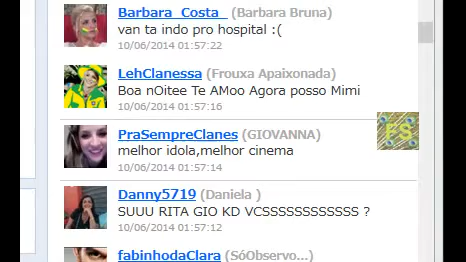 Barbara_Costa_ (Barbara Bruna)
van ta indo pro hospital :(
10/06/2014 01:57:22
LehClanessa (Frouxa Apaixonada)
Boa nOitee Te AMoo Agora posso Mimi
10/06/2014 01:57:16
PraSempreClanes (GIOVANNA)
FS
melhor idola,melhor cinema
10/06/2014 01:57:14
Danny5719 (Daniela )
SUUU RITA GIO KD VCSSSSSSSSSSSS ?
10/06/2014 01:57:12
fabinhodaClara (SóObservo...)